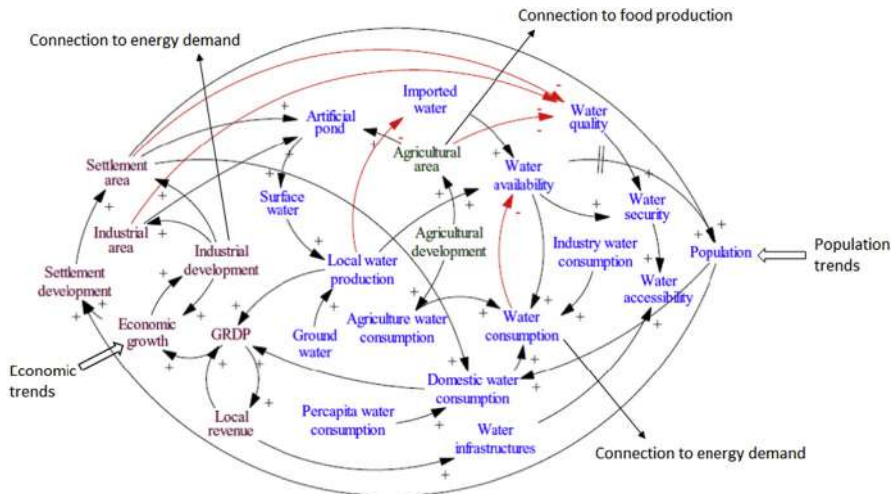 Connection to food production
Connection to energy demand
Imported
water
Water
quality
Artificial
pond
Agricultural
area
Settlement
area
Water
availability
Surface
water
Water
security
Industrial
area
Industrial
development
Agricultural
development
Industry water
consumption
Population
Population
trends
Local water
production
Settlement
development
Water
accessibility
Economic
growth
GRDP
Ground
water
Agriculture water
consumption
Water
consumption
Economic
trends
Domestic water
consumption
Local
revenue
Percapita water
consumption
Water
infrastructures
Connection to energy demand